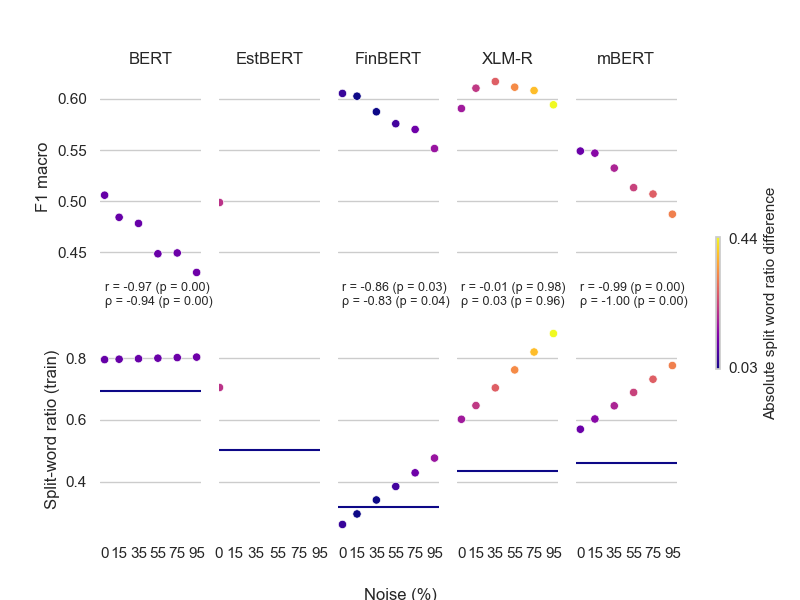 BERT EstBERT FinBERT XLM-R mBERT
F1 macro
0.60
0.55
0.50
0.45
r = -0.97 (p = 0.00)
ρ = -0.94 (p = 0.00)
r = -0.86 (p = 0.03)
ρ = -0.83 (p = 0.04)
r = -0.01 (p = 0.98)
ρ = 0.03 (p = 0.96)
r = -0.99 (p = 0.00)
ρ = -1.00 (p = 0.00)
Split-word ratio (train)
0.8
0.6
0.4
0 15 35 55 75 95 0 15 35 55 75 95 0 15 35 55 75 95 0 15 35 55 75 95 0 15 35 55 75 95
Noise (%)
0.44
0.03
Absolute split word ratio difference